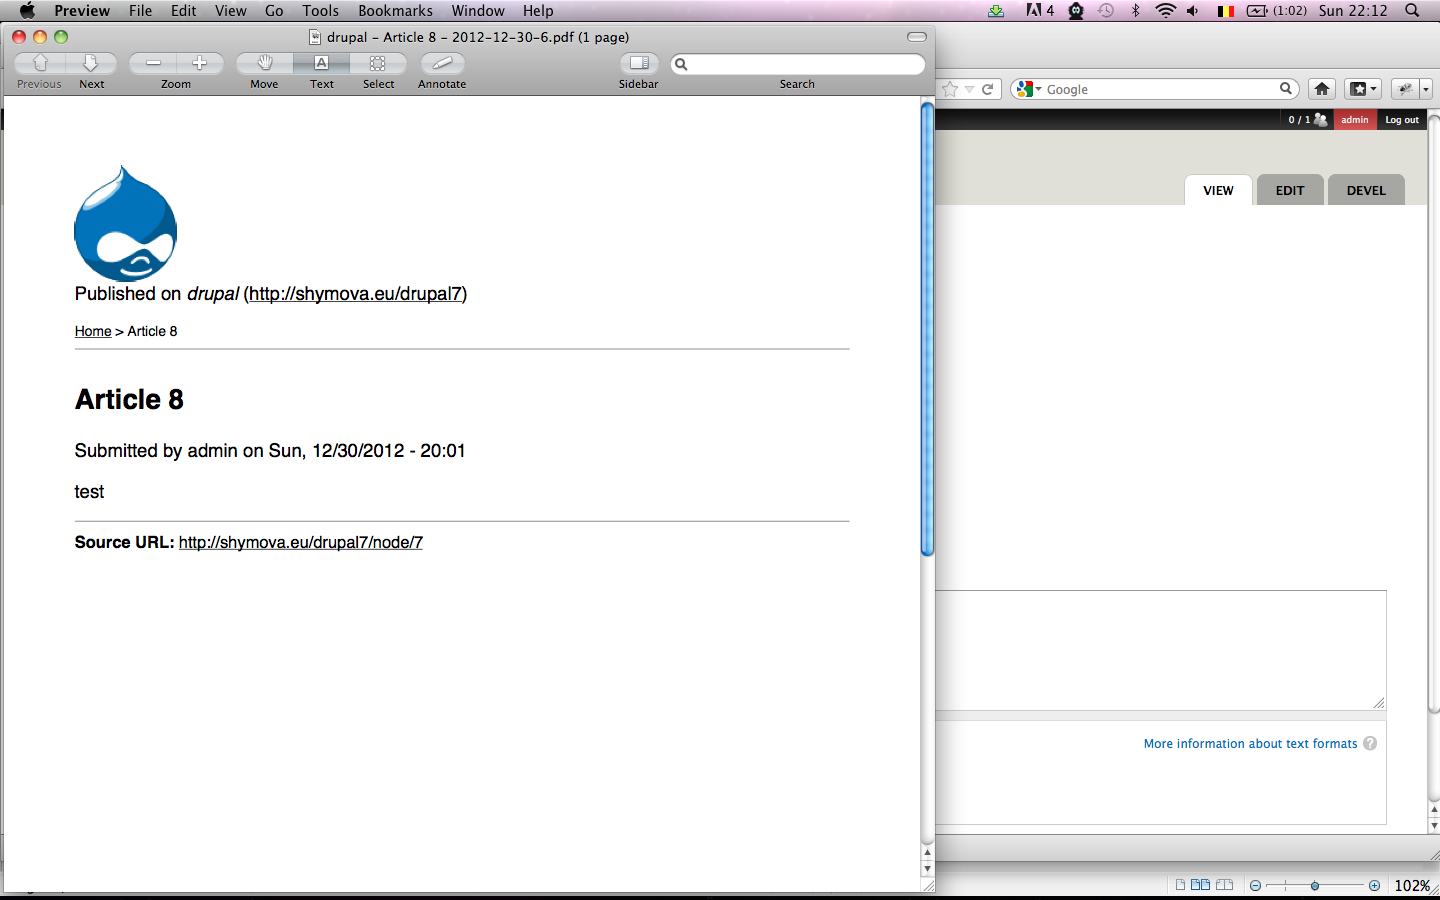 Preview File Edit View Go Tools Bookmarks Window Help 4 (1:02) Sun 22:12
drupal – Article 8 – 2012-12-30-6.pdf (1 page)
Previous Next Zoom Move Text Select Annotate Sidebar Search
Google
0 / 1 admin Log out
VIEW EDIT DEVEL
Published on drupal (http://shymova.eu/drupal7)
Home > Article 8
Article 8
Submitted by admin on Sun, 12/30/2012 - 20:01
test
Source URL: http://shymova.eu/drupal7/node/7
More information about text formats ?
102%